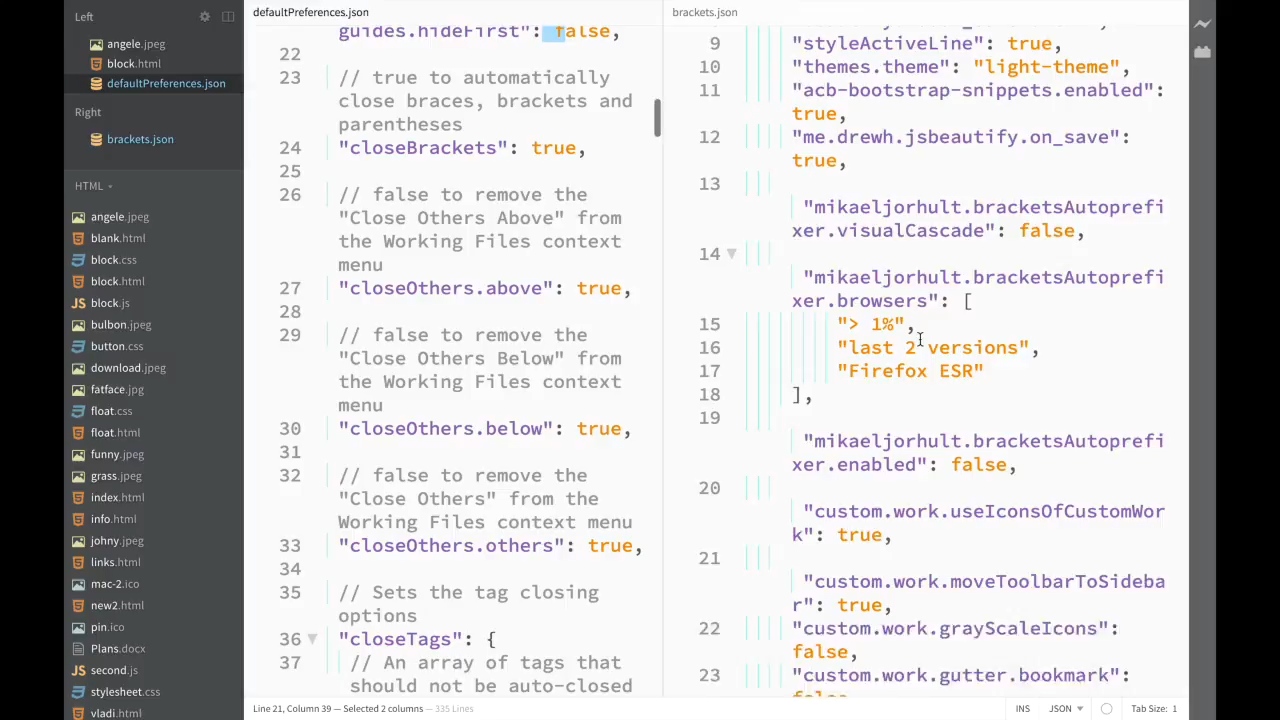 Left
angele.jpeg
block.html
defaultPreferences.json
Right
brackets.json
HTML
angele.jpeg
blank.html
block.css
block.html
block.js
bulbon.jpeg
button.css
download.jpeg
fatface.jpg
float.css
float.html
funny.jpeg
grass.jpeg
index.html
info.html
johny.jpeg
links.html
mac-2.ico
new2.html
pin.ico
Plans.docx
second.js
stylesheet.css
vladi.html
defaultPreferences.json
guides.hideFirst": false,
22
23 // true to automatically
close braces, brackets and
parentheses
24 "closeBrackets": true,
25
26 // false to remove the
"Close Others Above" from
the Working Files context
menu
27 "closeOthers.above": true,
28
29 // false to remove the
"Close Others Below" from
the Working Files context
menu
30 "closeOthers.below": true,
31
32 // false to remove the
"Close Others" from the
Working Files context menu
33 "closeOthers.others": true,
34
35 // Sets the tag closing
options
36 "closeTags": {
37 // An array of tags that
should not be auto-closed
brackets.json
9 "styleActiveLine": true,
10 "themes.theme": "light-theme",
11 "acb-bootstrap-snippets.enabled":
true,
12 "me.drewh.jsbeautify.on_save":
true,
13
"mikaeljorhult.bracketsAutoprefi
xer.visualCascade": false,
14
"mikaeljorhult.bracketsAutoprefi
xer.browsers": [
15 "> 1%",
16 "last 2 versions",
17 "Firefox ESR"
18 ],
19
"mikaeljorhult.bracketsAutoprefi
xer.enabled": false,
20
"custom.work.useIconsOfCustomWor
k": true,
21
"custom.work.moveToolbarToSideba
r": true,
22 "custom.work.grayScaleIcons":
false,
23 "custom.work.gutter.bookmark":
false
Line 21, Column 39 — Selected 2 columns — 335 Lines
INS
JSON
Tab Size: 1